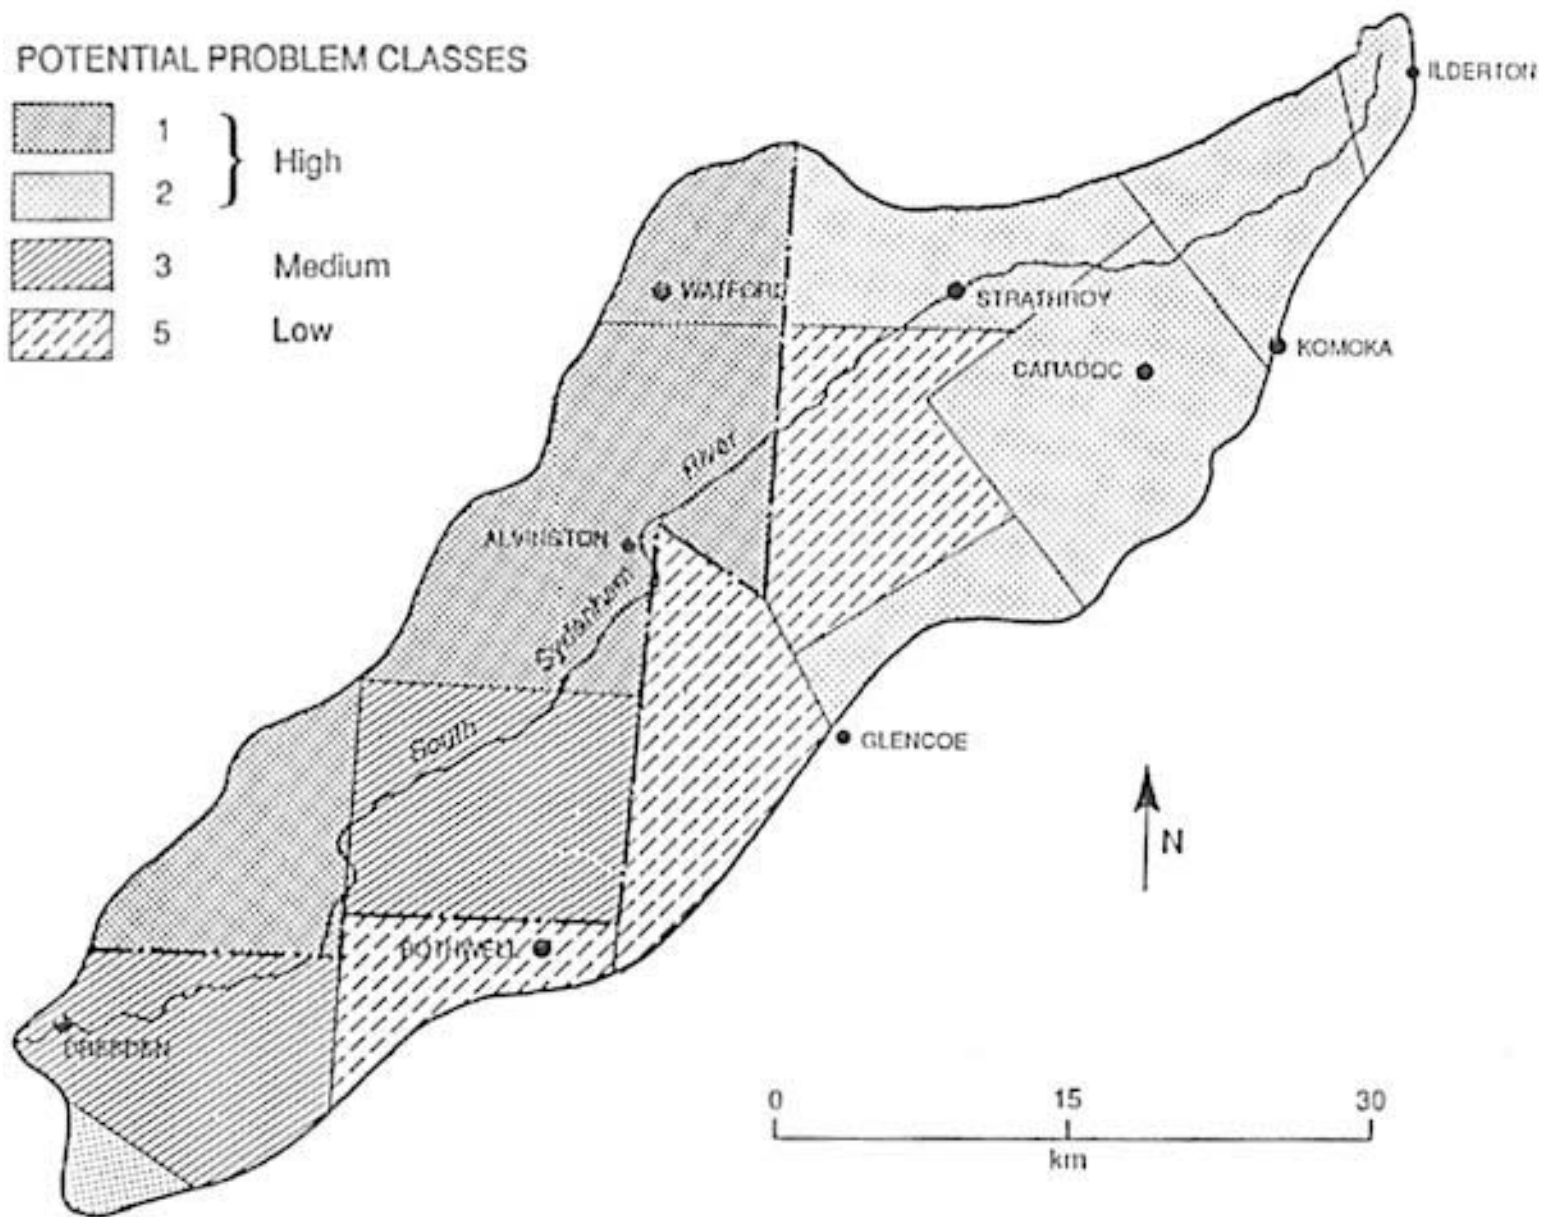 POTENTIAL PROBLEM CLASSES
1
High
2
3 Medium
5 Low
ILDERTON
WATFORD
STRATHROY
KOMOKA
CARADOC
River
ALVINSTON
Sydenham
South
GLENCOE
N
BOTHWELL
DRESDEN
0 15 30
km